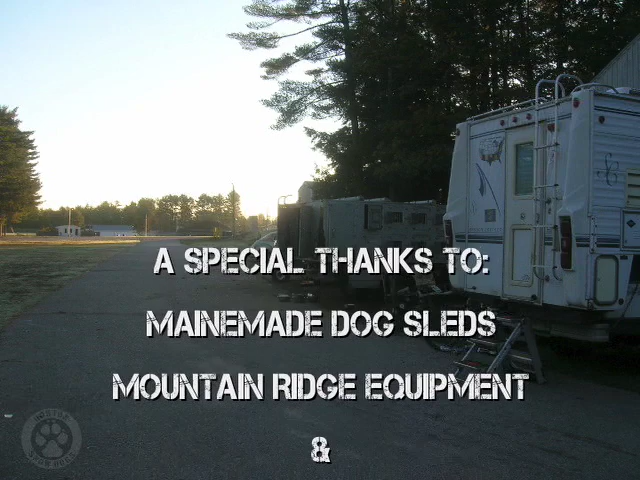 A SPECIAL THANKS TO:
MAINEMADE DOG SLEDS
MOUNTAIN RIDGE EQUIPMENT
&